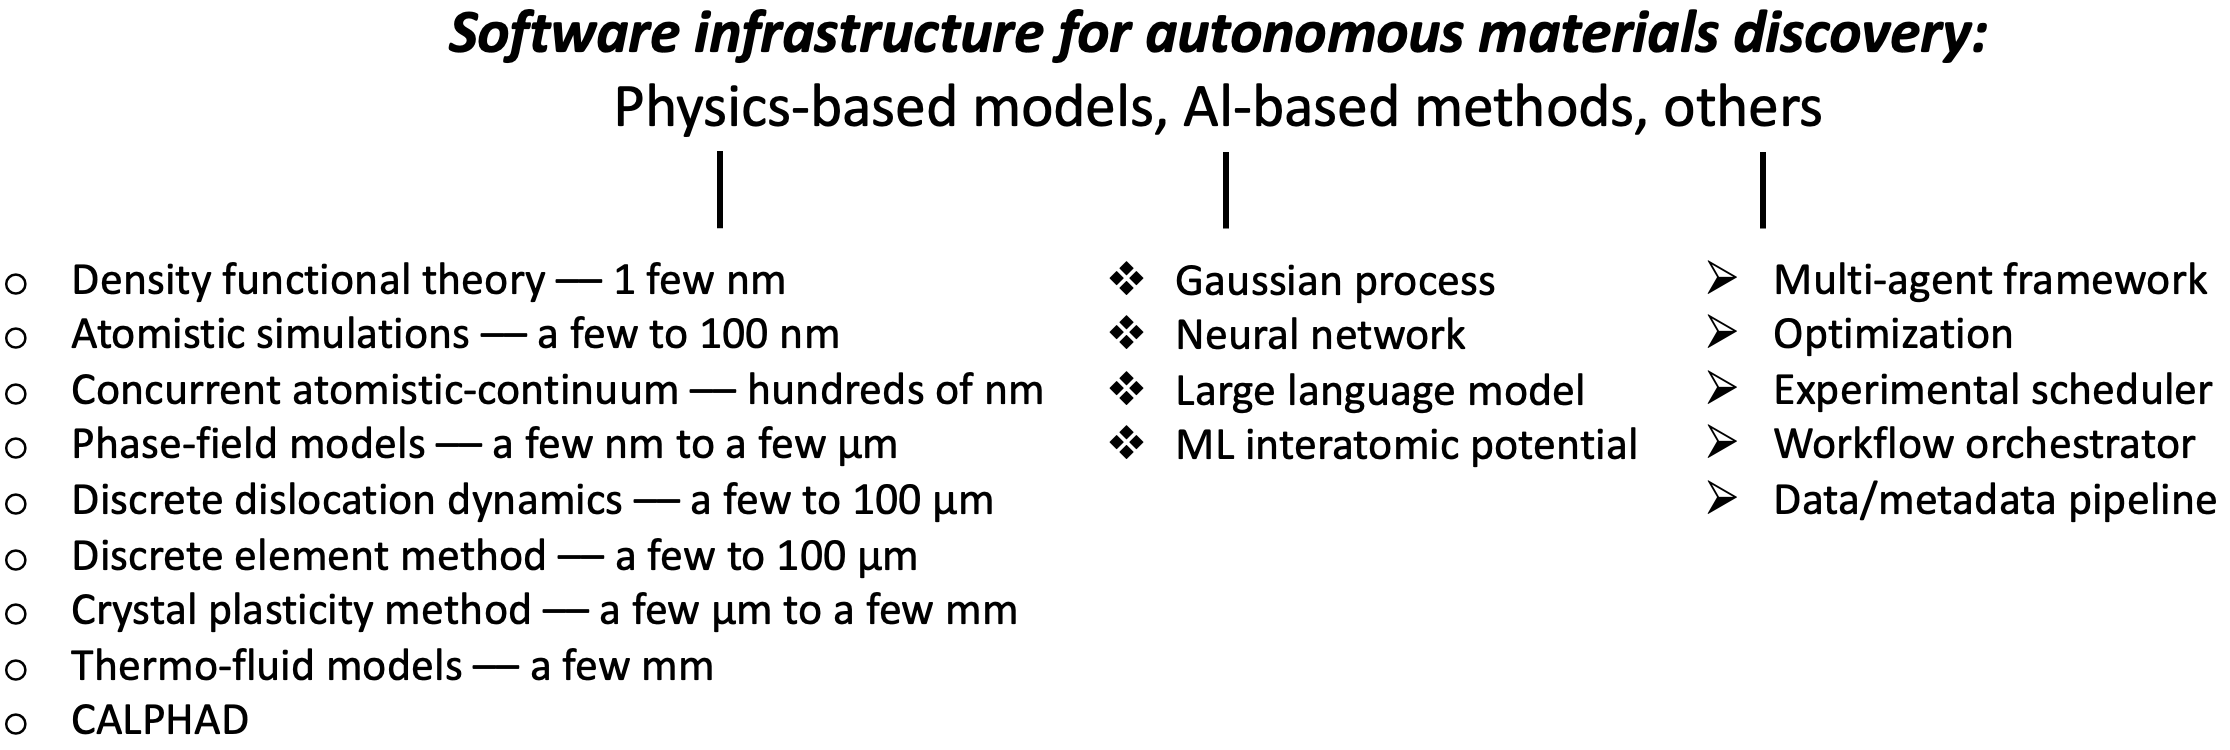 Software infrastructure for autonomous materials discovery:
Physics-based models, AI-based methods, others
Density functional theory — 1 few nm
Atomistic simulations — a few to 100 nm
Concurrent atomistic-continuum — hundreds of nm
Phase-field models — a few nm to a few μm
Discrete dislocation dynamics — a few to 100 μm
Discrete element method — a few to 100 μm
Crystal plasticity method — a few μm to a few mm
Thermo-fluid models — a few mm
CALPHAD
Gaussian process
Neural network
Large language model
ML interatomic potential
Multi-agent framework
Optimization
Experimental scheduler
Workflow orchestrator
Data/metadata pipeline